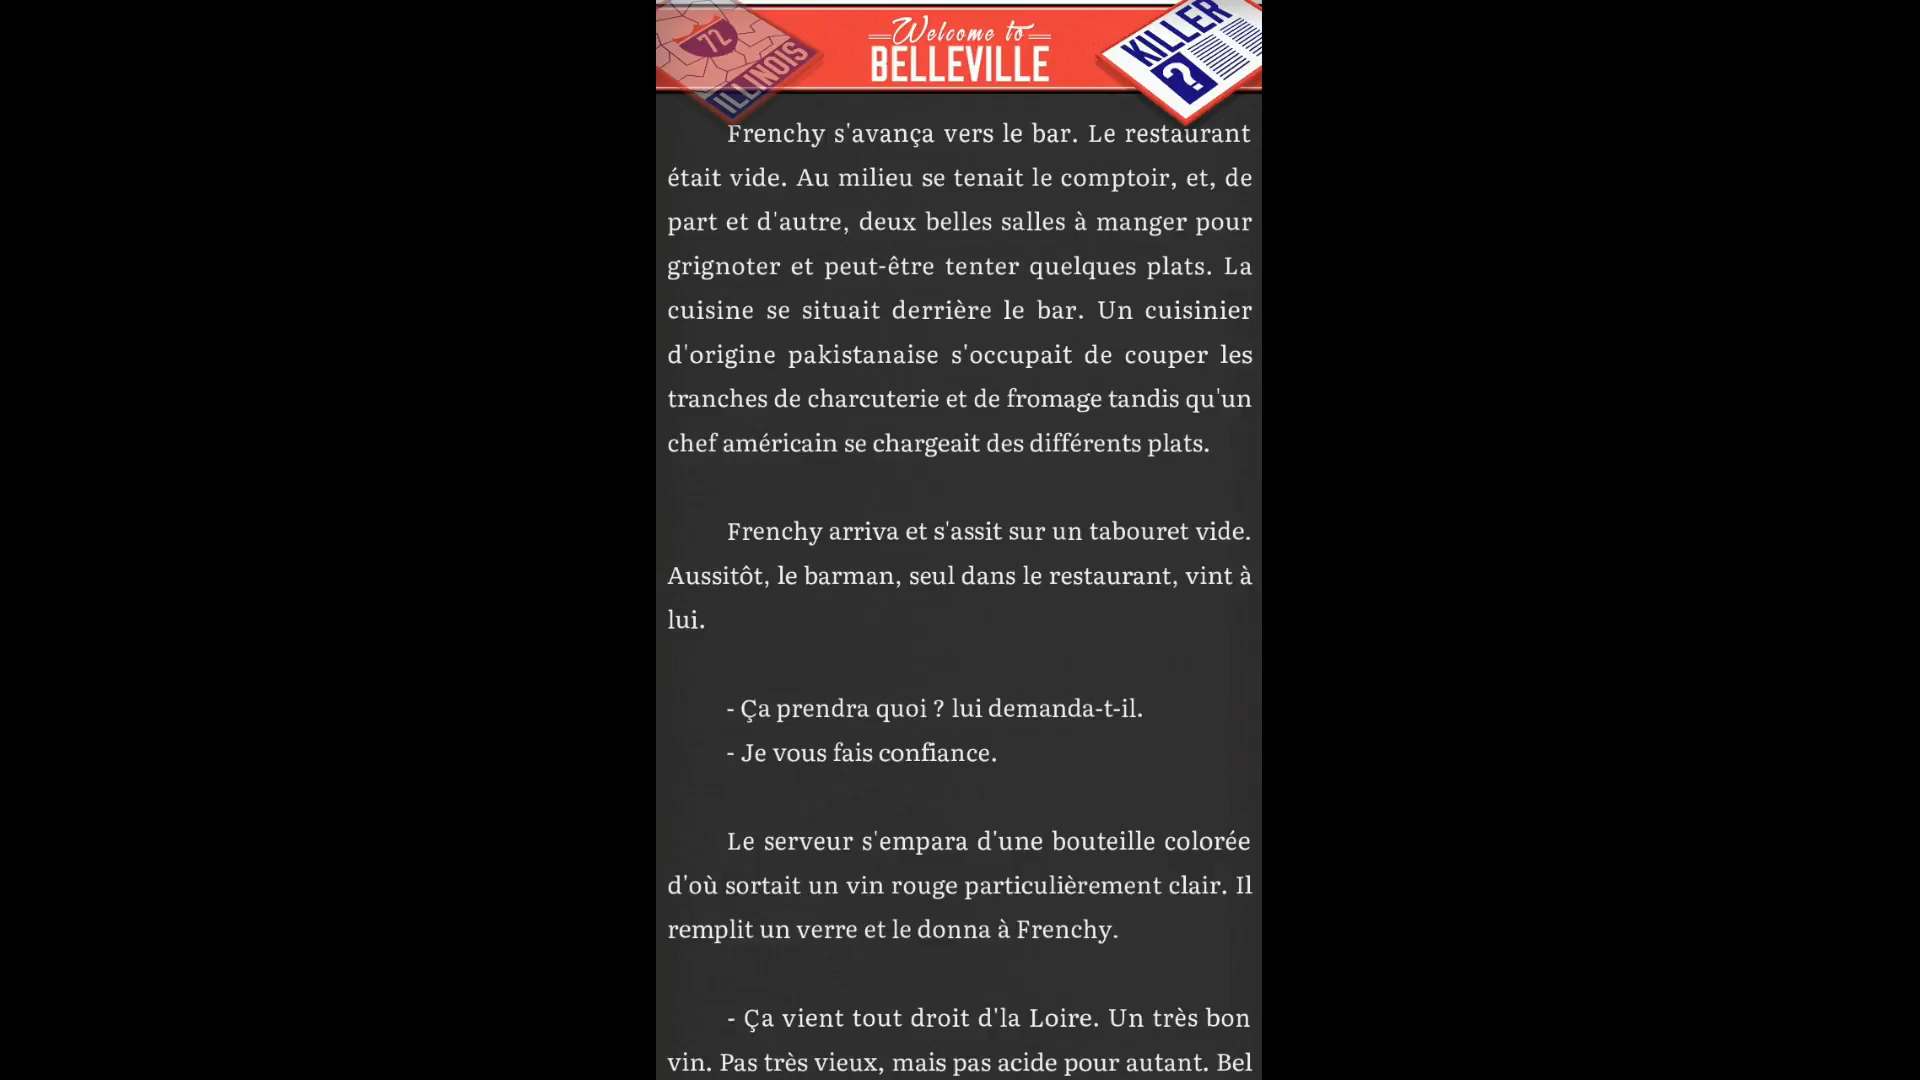 72
ILLINOIS
Welcome to
BELLEVILLE
KILLER
?
Frenchy s'avança vers le bar. Le restaurant
était vide. Au milieu se tenait le comptoir, et, de
part et d'autre, deux belles salles à manger pour
grignoter et peut-être tenter quelques plats. La
cuisine se situait derrière le bar. Un cuisinier
d'origine pakistanaise s'occupait de couper les
tranches de charcuterie et de fromage tandis qu'un
chef américain se chargeait des différents plats.
Frenchy arriva et s'assit sur un tabouret vide.
Aussitôt, le barman, seul dans le restaurant, vint à
lui.
- Ça prendra quoi ? lui demanda-t-il.
- Je vous fais confiance.
Le serveur s'empara d'une bouteille colorée
d'où sortait un vin rouge particulièrement clair. Il
remplit un verre et le donna à Frenchy.
- Ça vient tout droit d'la Loire. Un très bon
vin. Pas très vieux, mais pas acide pour autant. Bel